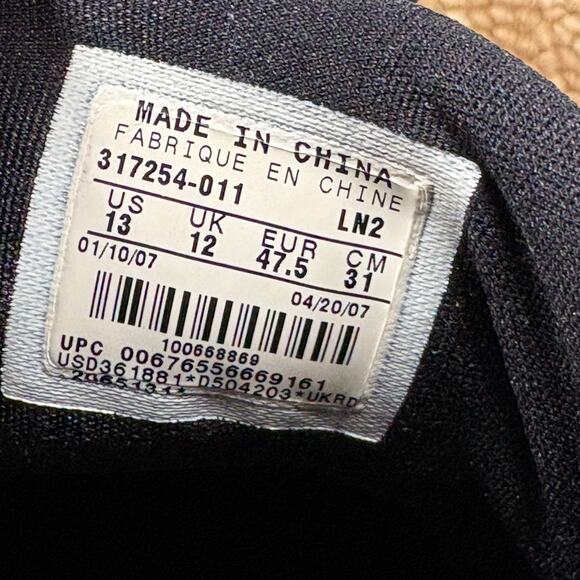 MADE IN CHINA
FABRIQUE EN CHINE
317254-011 LN2
US UK EUR CM
13 12 47.5 31
01/10/07 04/20/07
100668869
UPC 00676556669161
USD361881*D504203*UKRD